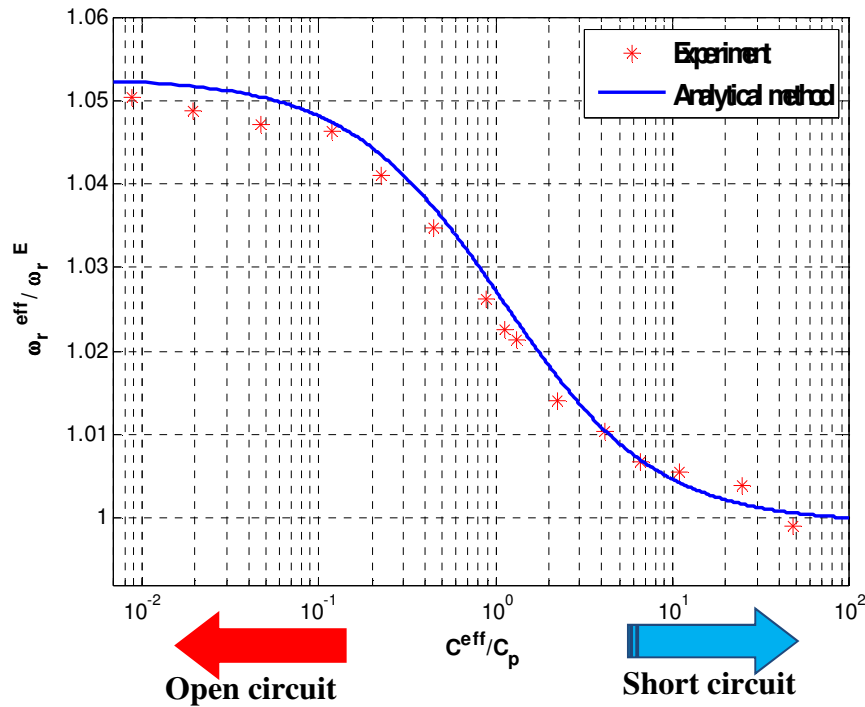 1.06
1.05
1.04
1.03
1.02
1.01
1
ω_r^eff/ω_r^E
Experiment
Analytical method
10^-2
10^-1
10^0
10^1
10^2
C^eff/C_p
Open circuit
Short circuit